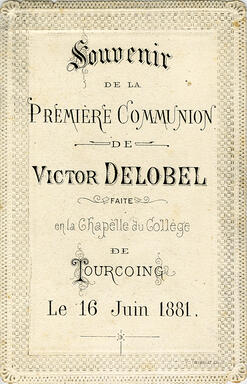 Souvenir
DE LA
PREMIÈRE COMMUNION
DE
VICTOR DELOBEL
FAITE
en la Chapelle du Collège
DE
TOURCOING
Le 16 Juin 1881.